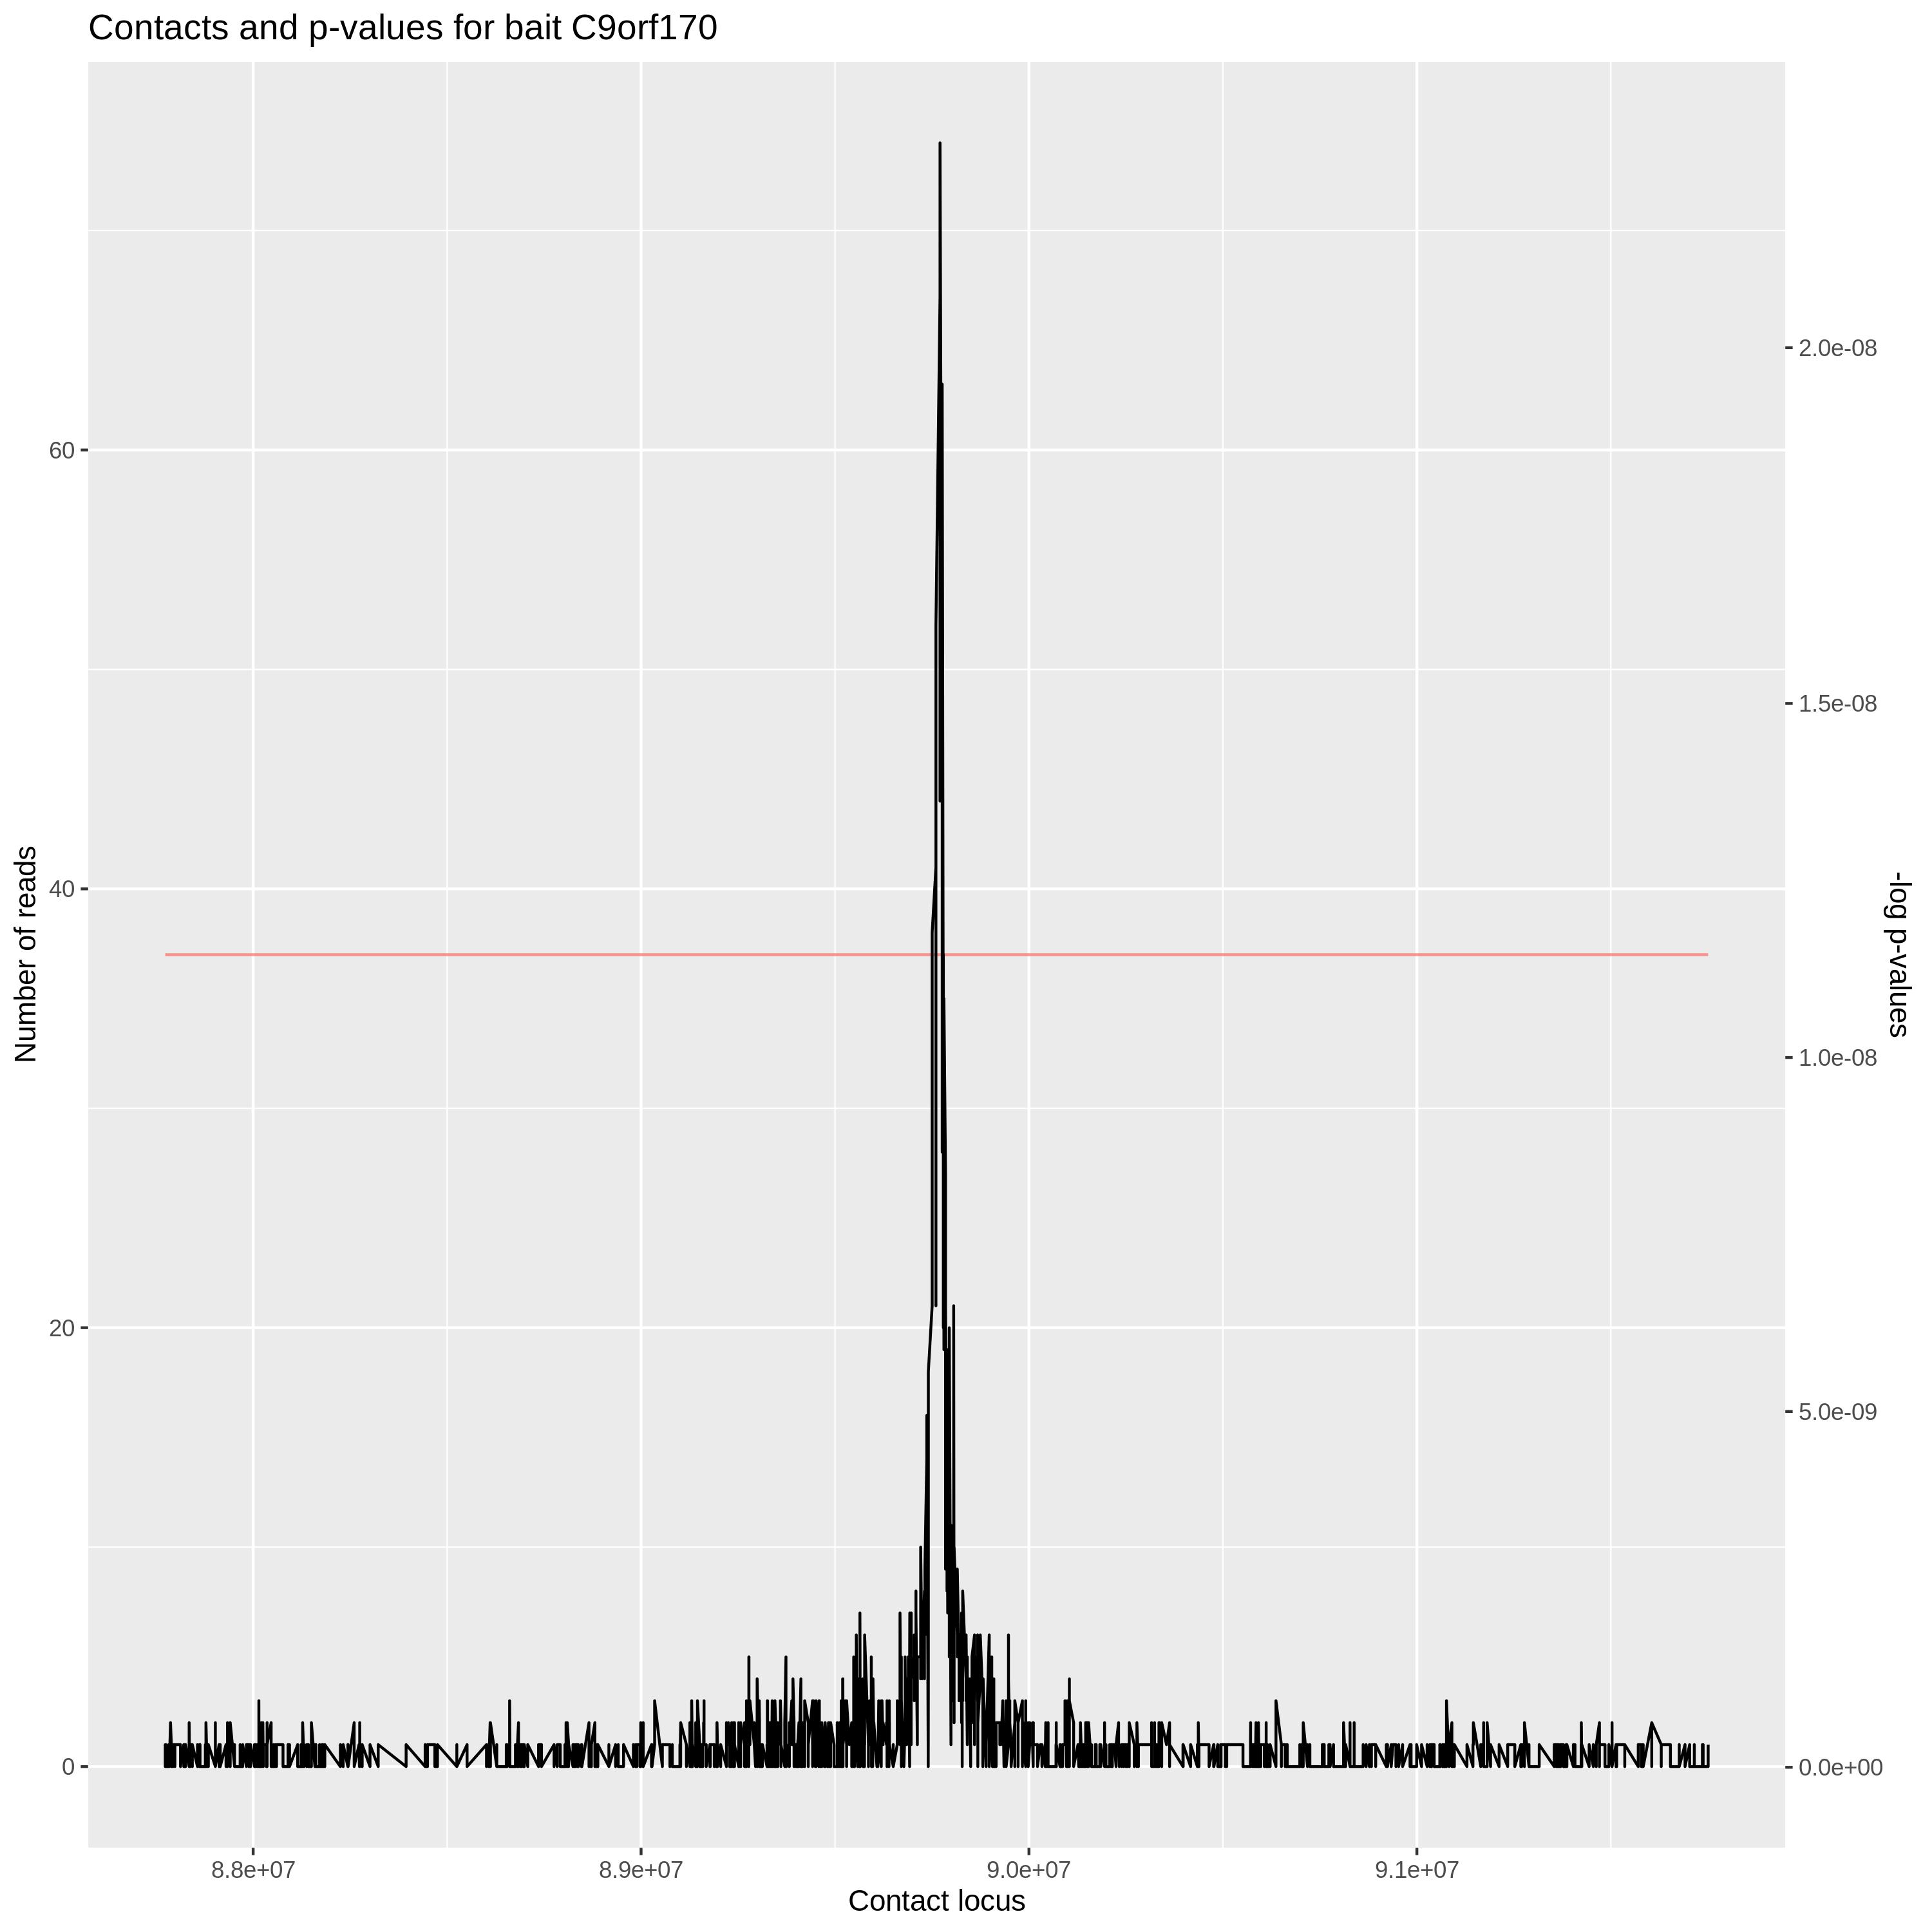 Contacts and p-values for bait C9orf170
Number of reads
60
40
20
0
2.0e-08
1.5e-08
1.0e-08
5.0e-09
0.0e+00
-log p-values
8.8e+07
8.9e+07
9.0e+07
9.1e+07
Contact locus